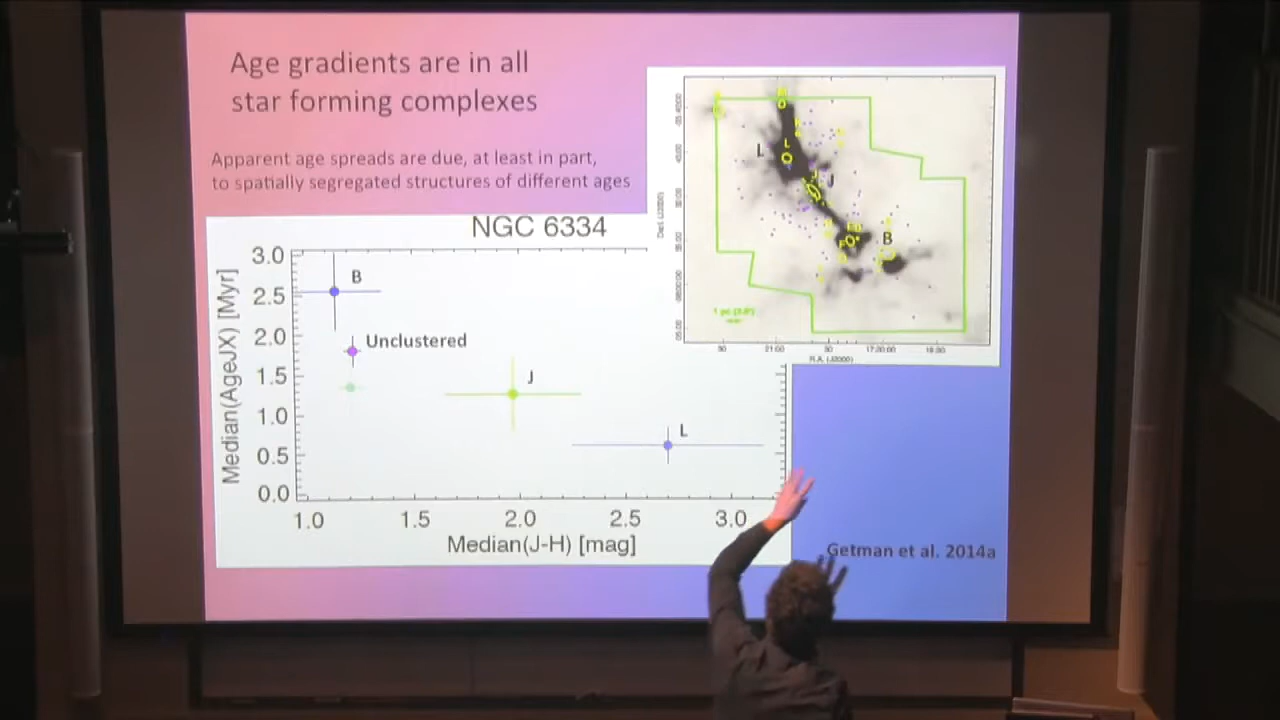 Age gradients are in all
star forming complexes
Apparent age spreads are due, at least in part,
to spatially segregated structures of different ages
NGC 6334
Median(AgeJX) [Myr]
3.0
2.5
2.0
1.5
1.0
0.5
0.0
B
Unclustered
J
L
1.0 1.5 2.0 2.5 3.0
Median(J-H) [mag]
L
L
J
B
R.A. (J2000)
Getman et al. 2014a